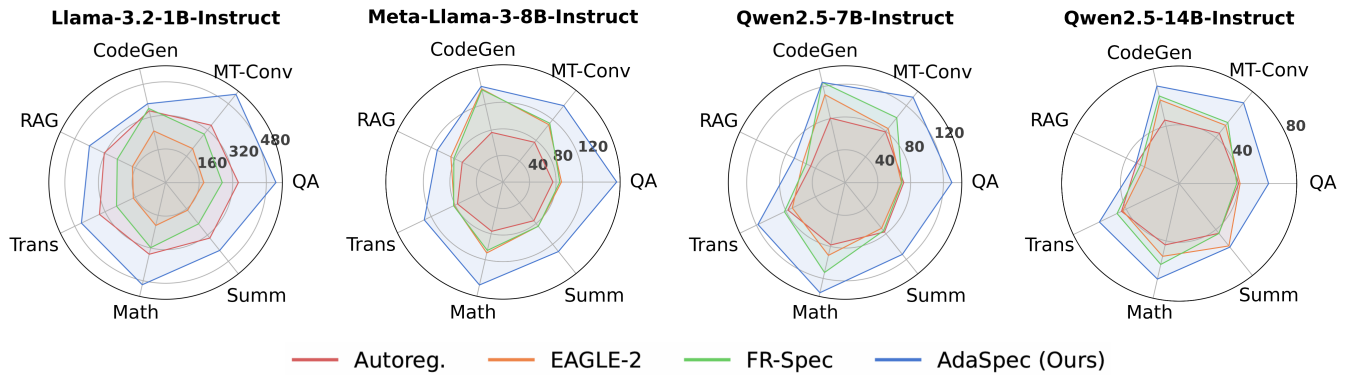 Llama-3.2-1B-Instruct
CodeGen
MT-Conv
RAG
480
320
160
QA
Trans
Summ
Math
Meta-Llama-3-8B-Instruct
CodeGen
MT-Conv
RAG
120
80
40
QA
Trans
Summ
Math
Qwen2.5-7B-Instruct
CodeGen
MT-Conv
RAG
120
80
40
QA
Trans
Summ
Math
Qwen2.5-14B-Instruct
CodeGen
MT-Conv
RAG
80
40
QA
Trans
Summ
Math
Autoreg. EAGLE-2 FR-Spec AdaSpec (Ours)